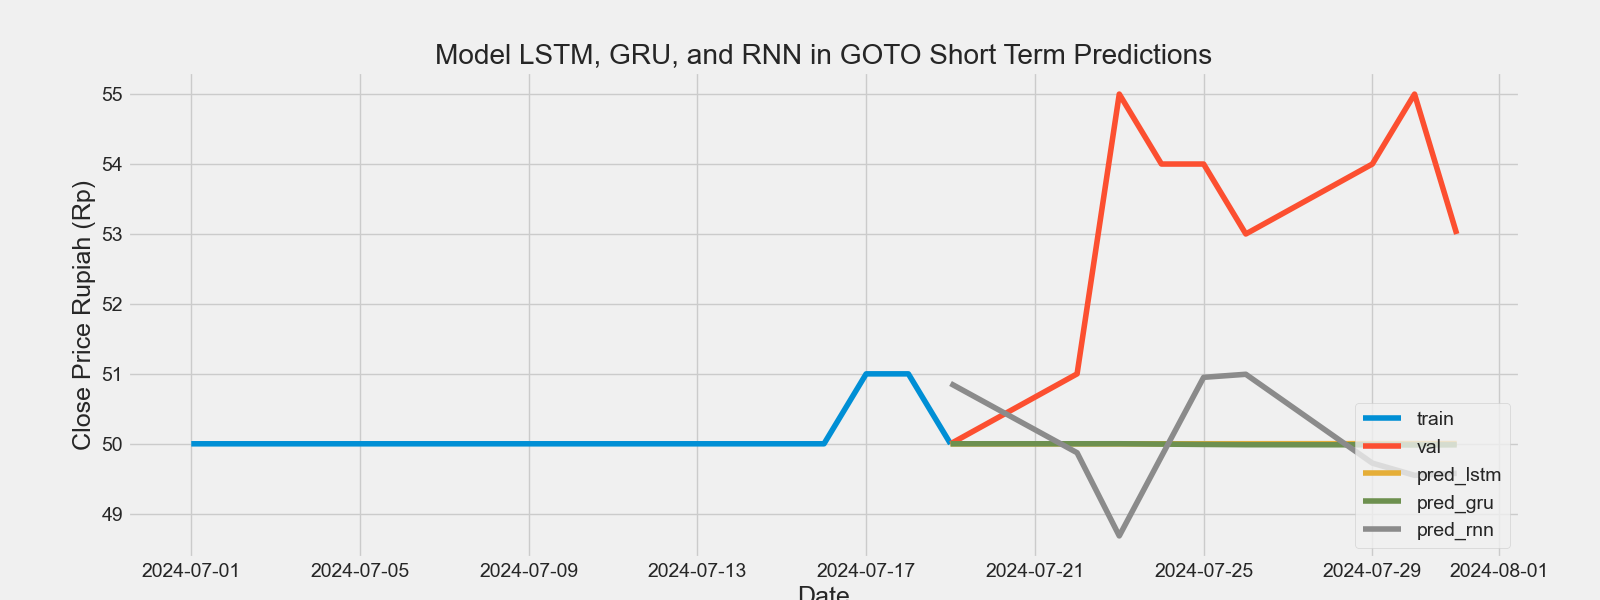 Model LSTM, GRU, and RNN in GOTO Short Term Predictions
Close Price Rupiah (Rp)
55
54
53
52
51
50
49
train
val
pred_lstm
pred_gru
pred_rnn
2024-07-01 2024-07-05 2024-07-09 2024-07-13 2024-07-17 2024-07-21 2024-07-25 2024-07-29 2024-08-01
Date